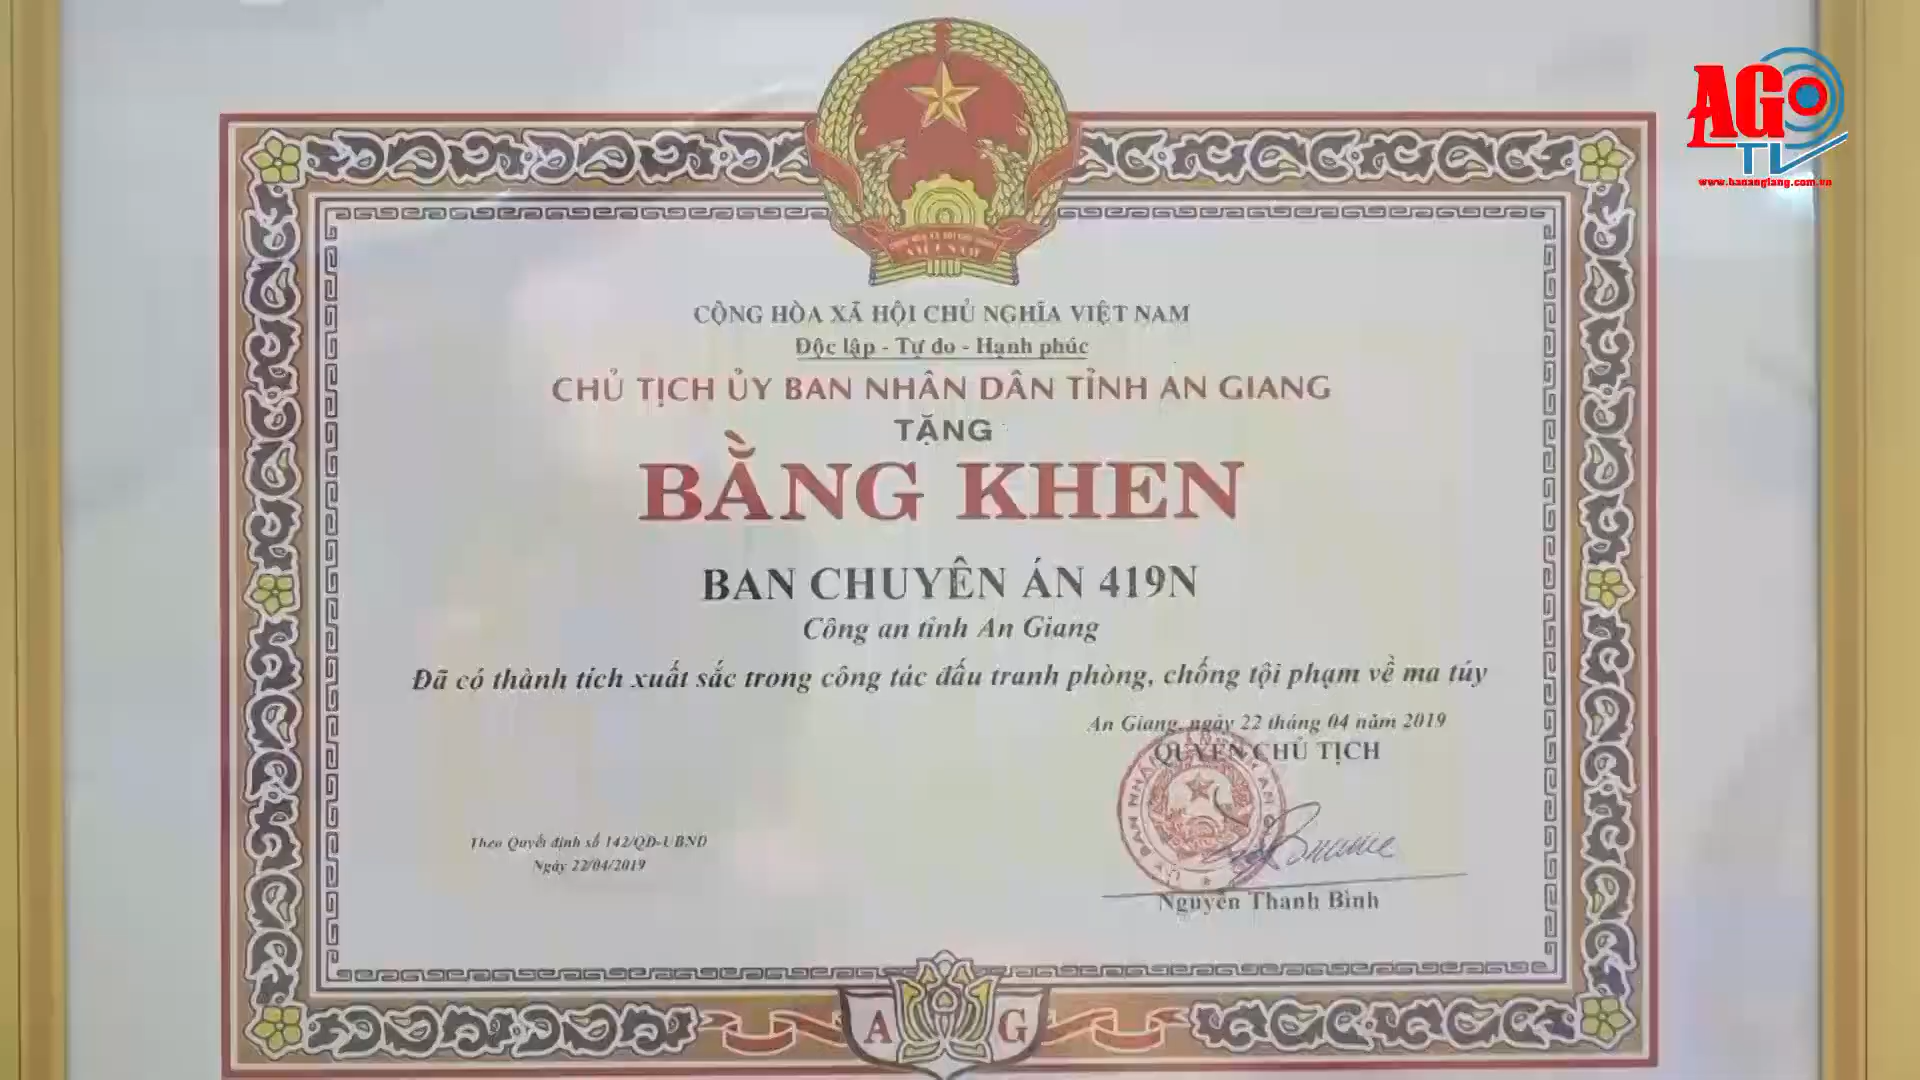 AGO
TV
www.baoangiang.com.vn
VIỆT NAM
CỘNG HÒA XÃ HỘI CHỦ NGHĨA VIỆT NAM
Độc lập - Tự do - Hạnh phúc
CHỦ TỊCH ỦY BAN NHÂN DÂN TỈNH AN GIANG
TẶNG
BẰNG KHEN
BAN CHUYÊN ÁN 419N
Công an tỉnh An Giang
Đã có thành tích xuất sắc trong công tác đấu tranh phòng, chống tội phạm về ma túy
An Giang, ngày 22 tháng 04 năm 2019
QUYỀN CHỦ TỊCH
Theo Quyết định số 142/QĐ-UBND
Ngày 22/04/2019
Nguyễn Thanh Bình
A G